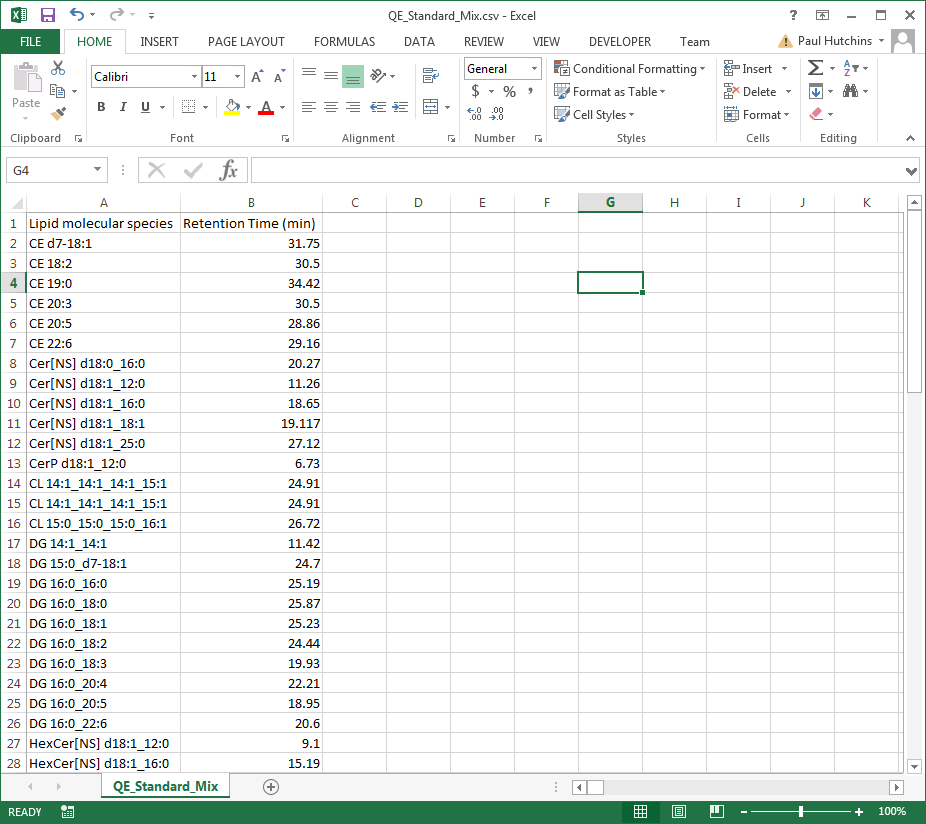 QE_Standard_Mix.csv - Excel
?
FILE HOME INSERT PAGE LAYOUT FORMULAS DATA REVIEW VIEW DEVELOPER Team Paul Hutchins
Paste Calibri 11 A A General Conditional Formatting Insert
B I U A $ % , Format as Table Delete
Cell Styles Format
Clipboard Font Alignment Number Styles Cells Editing
G4 fx
A B C D E F G H I J K
1 Lipid molecular species Retention Time (min)
2 CE d7-18:1 31.75
3 CE 18:2 30.5
4 CE 19:0 34.42
5 CE 20:3 30.5
6 CE 20:5 28.86
7 CE 22:6 29.16
8 Cer[NS] d18:0_16:0 20.27
9 Cer[NS] d18:1_12:0 11.26
10 Cer[NS] d18:1_16:0 18.65
11 Cer[NS] d18:1_18:1 19.117
12 Cer[NS] d18:1_25:0 27.12
13 CerP d18:1_12:0 6.73
14 CL 14:1_14:1_14:1_15:1 24.91
15 CL 14:1_14:1_14:1_15:1 24.91
16 CL 15:0_15:0_15:0_16:1 26.72
17 DG 14:1_14:1 11.42
18 DG 15:0_d7-18:1 24.7
19 DG 16:0_16:0 25.19
20 DG 16:0_18:0 25.87
21 DG 16:0_18:1 25.23
22 DG 16:0_18:2 24.44
23 DG 16:0_18:3 19.93
24 DG 16:0_20:4 22.21
25 DG 16:0_20:5 18.95
26 DG 16:0_22:6 20.6
27 HexCer[NS] d18:1_12:0 9.1
28 HexCer[NS] d18:1_16:0 15.19
QE_Standard_Mix
READY 100%